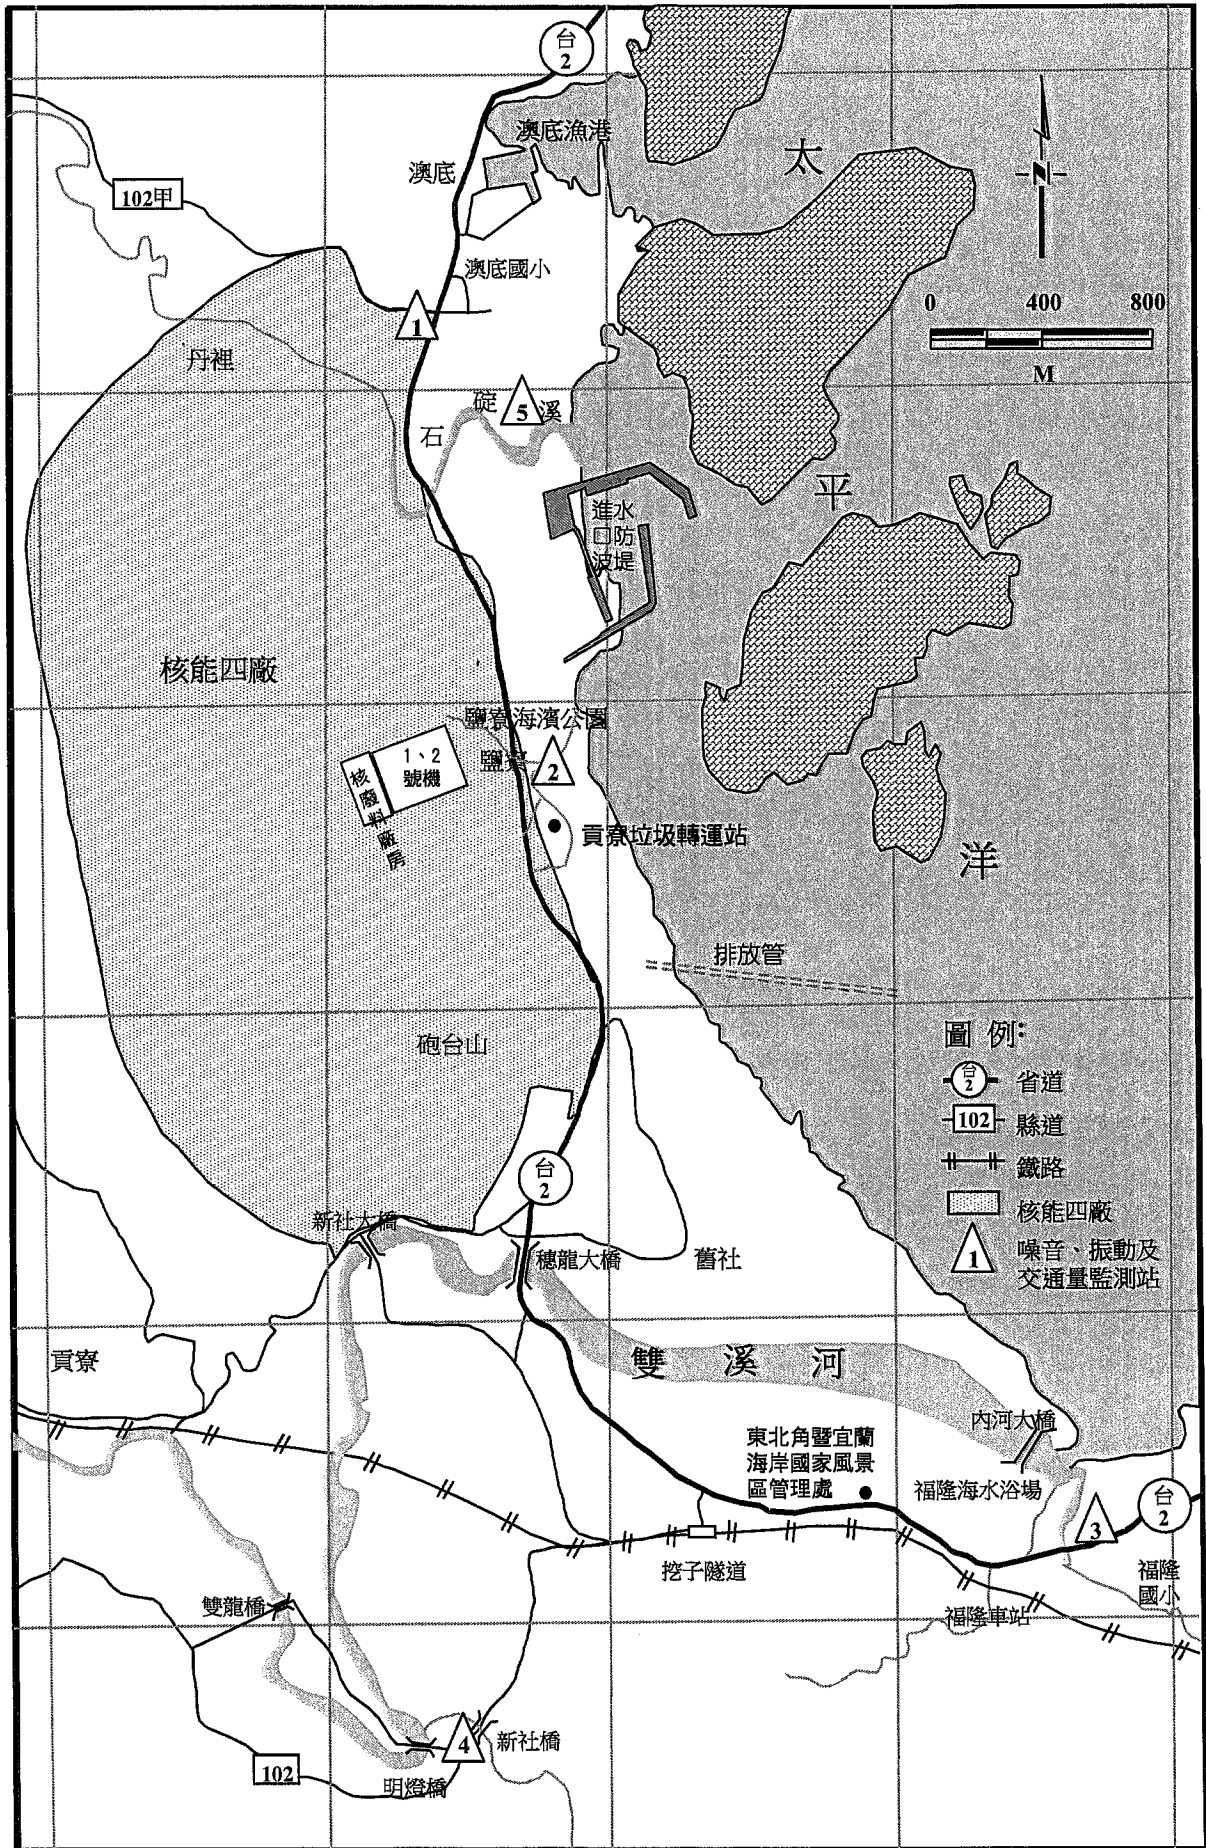 台
2
澳底漁港
太
澳底
N
102甲
澳底國小
0 400 800
M
1
丹裡
碇 5 溪
石
平
進水
口防
波堤
核能四廠
鹽寮海濱公園
鹽寮
2
1、2
號機
核廢料廠房
貢寮垃圾轉運站
洋
排放管
砲台山
圖 例:
台
2
省道
102
縣道
鐵路
核能四廠
1
噪音、振動及
交通量監測站
台
2
新社大橋
穗龍大橋
舊社
貢寮
雙 溪 河
內河大橋
東北角暨宜蘭
海岸國家風景
區管理處
福隆海水浴場
3
台
2
挖子隧道
福隆
國小
雙龍橋
福隆車站
4
新社橋
102
明燈橋